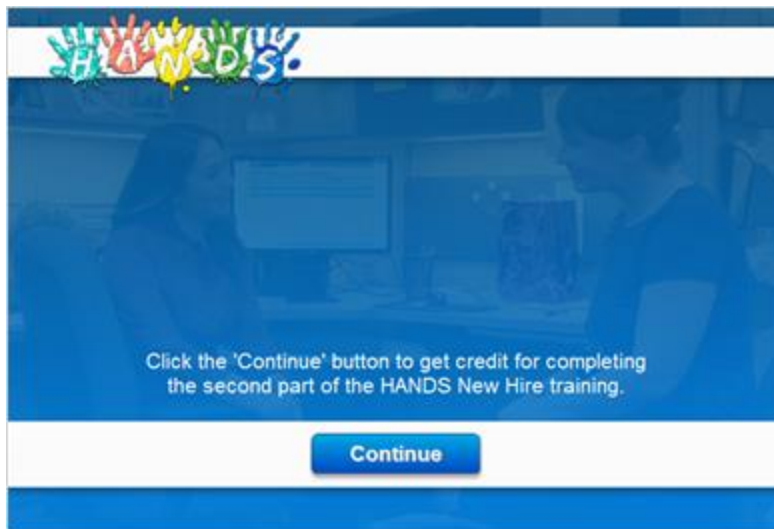 HANDS
Click the 'Continue' button to get credit for completing
the second part of the HANDS New Hire training.
Continue